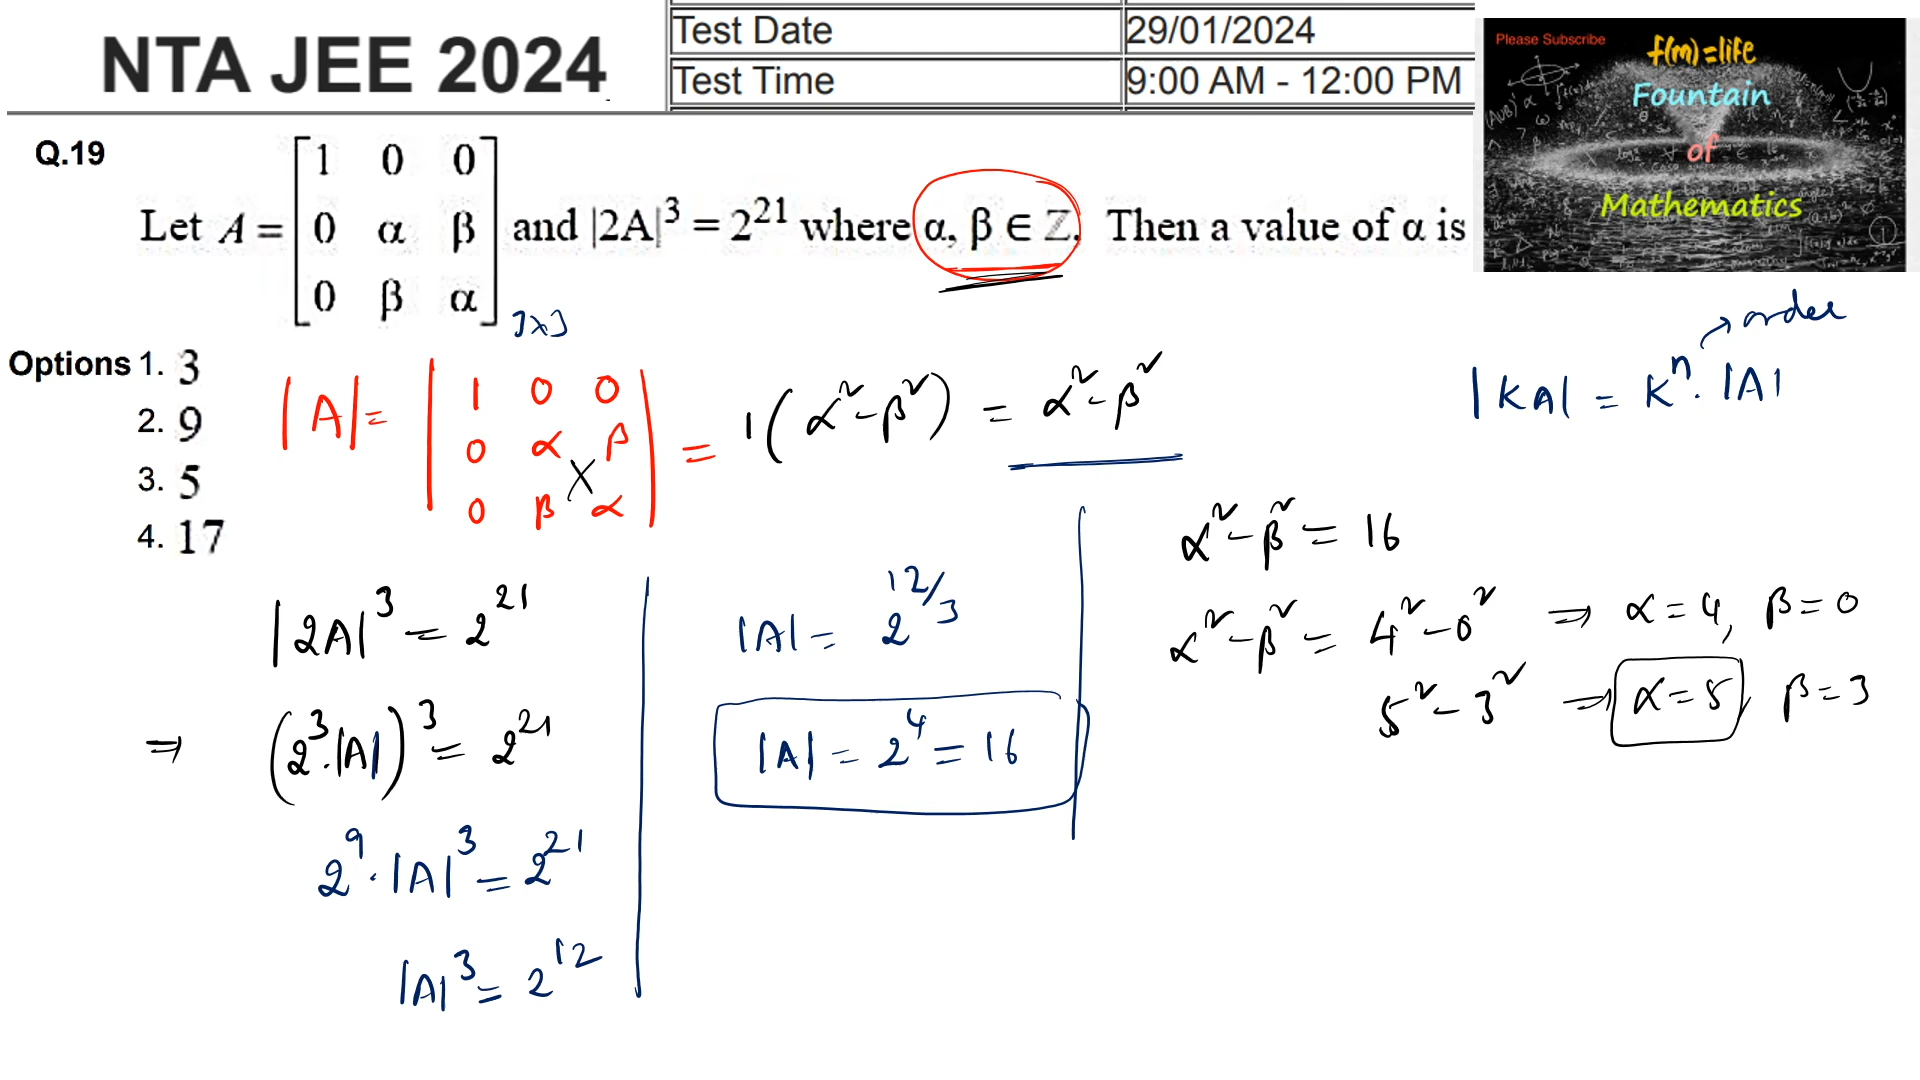 NTA JEE 2024
Test Date 29/01/2024
Test Time 9:00 AM - 12:00 PM
Please Subscribe
f(m)=life
Fountain
of
Mathematics
Q.19
Let A = [1 0 0
0 α β
0 β α] and |2A|³ = 2²¹ where α, β ∈ Z. Then a value of α is
3x3
Options 1. 3
2. 9
3. 5
4. 17
|A| = |1 0 0
0 α β
0 β α| = 1(α²-β²) = α²-β²
→ order
|KA| = Kⁿ · |A|
|2A|³ = 2²¹
⇒ (2³·|A|)³ = 2²¹
2⁹·|A|³ = 2²¹
|A|³ = 2¹²
|A| = 2^12/3
|A| = 2⁴ = 16
α²-β² = 16
α²-β² = 4²-0² ⇒ α=4, β=0
5²-3² ⇒ α=5, β=3